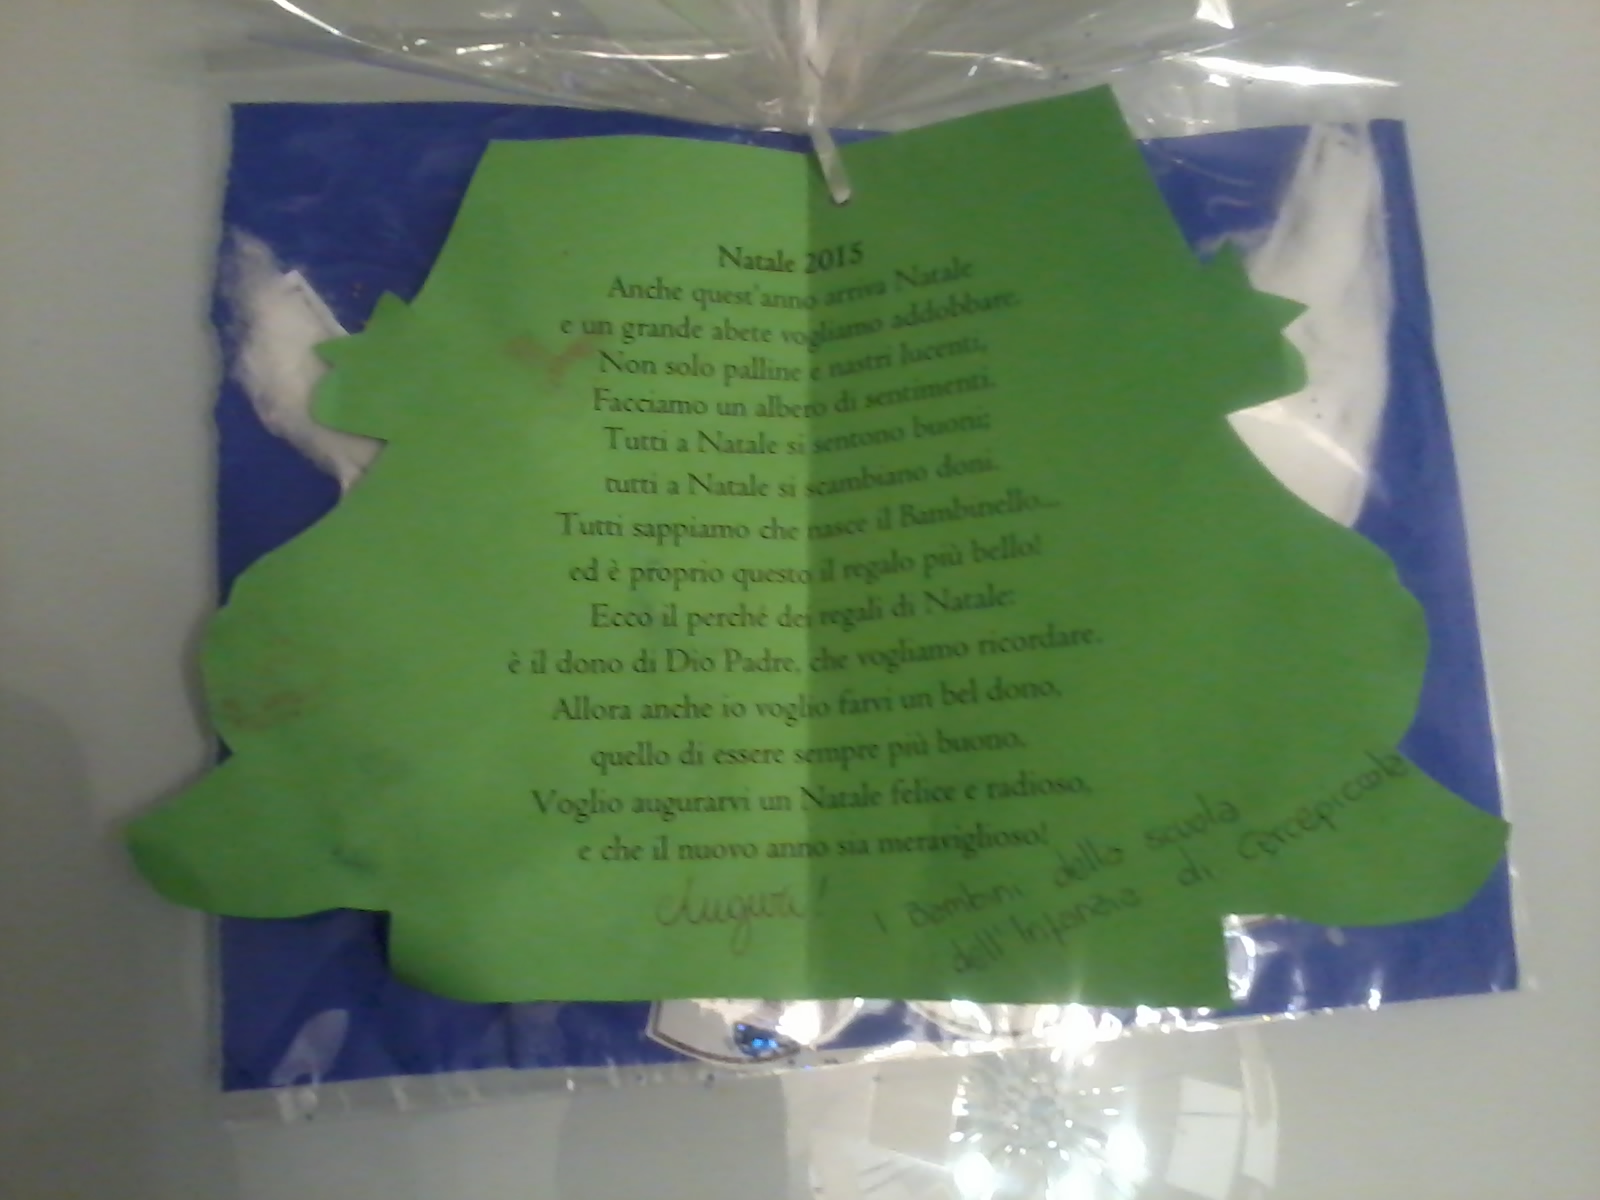 Natale 2015
Anche quest'anno arriva Natale
e un grande abete vogliamo addobbare.
Non solo palline e nastri lucenti,
Facciamo un albero di sentimenti.
Tutti a Natale si sentono buoni;
tutti a Natale si scambiano doni.
Tutti sappiamo che nasce il Bambinello...
ed è proprio questo il regalo più bello!
Ecco il perché dei regali di Natale:
è il dono di Dio Padre, che vogliamo ricordare.
Allora anche io voglio farvi un bel dono,
quello di essere sempre più buono.
Voglio augurarvi un Natale felice e radioso,
e che il nuovo anno sia meraviglioso!
Auguri!
I Bambini della scuola
dell'Infanzia di Cercepiccola